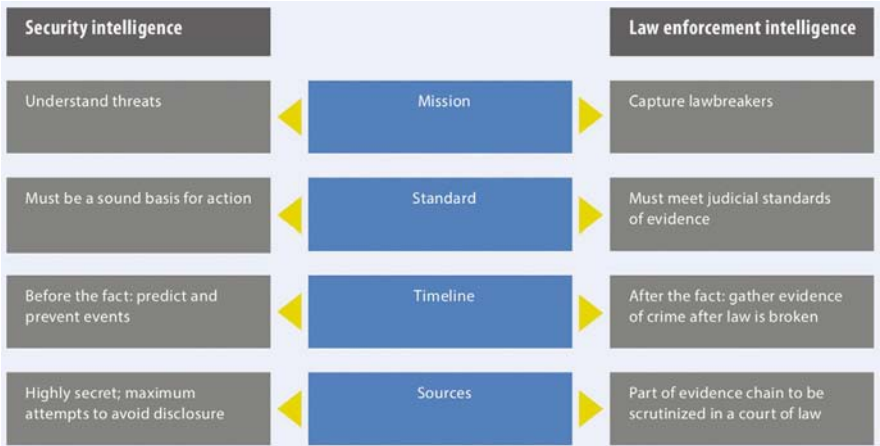 Security intelligence
Law enforcement intelligence
Understand threats
Mission
Capture lawbreakers
Must be a sound basis for action
Standard
Must meet judicial standards
of evidence
Before the fact: predict and
prevent events
Timeline
After the fact: gather evidence
of crime after law is broken
Highly secret; maximum
attempts to avoid disclosure
Sources
Part of evidence chain to be
scrutinized in a court of law